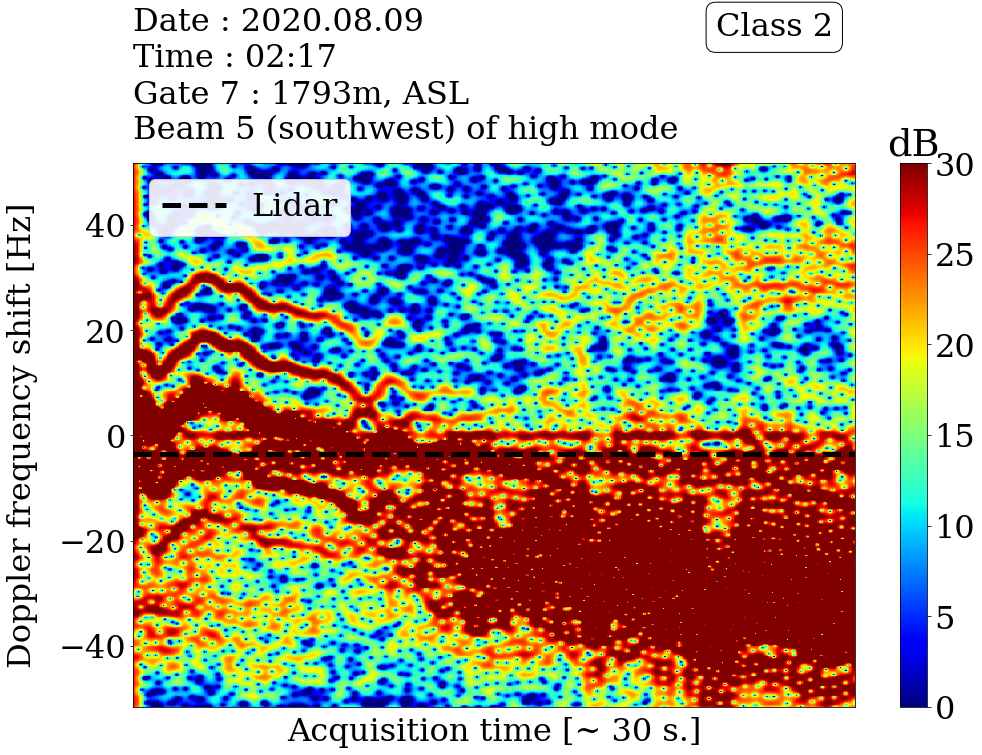 Date : 2020.08.09
Time : 02:17
Gate 7 : 1793m, ASL
Beam 5 (southwest) of high mode
Class 2
dB
Lidar
Doppler frequency shift [Hz]
40
20
0
−20
−40
Acquisition time [~ 30 s.]
30
25
20
15
10
5
0